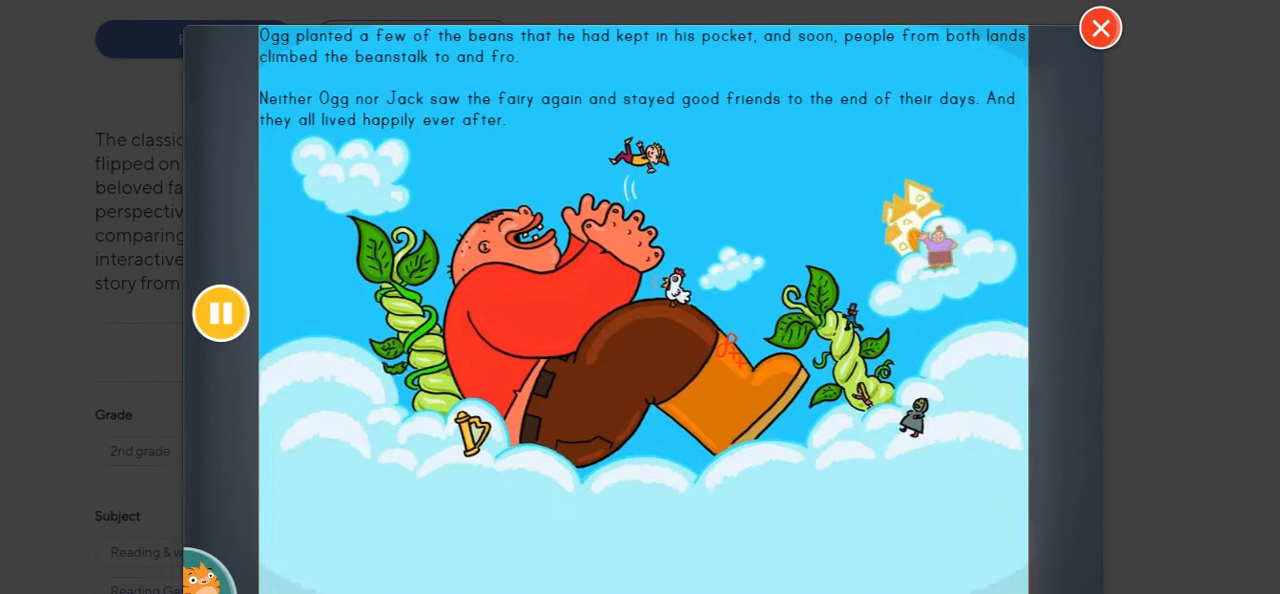 Ogg planted a few of the beans that he had kept in his pocket, and soon, people from both lands
climbed the beanstalk to and fro.
Neither Ogg nor Jack saw the fairy again and stayed good friends to the end of their days. And
they all lived happily ever after.
The classic
flipped on
beloved fa
perspectiv
comparing
interactive
story from
Grade
2nd grade
Subject
Reading & w
Reading Ge